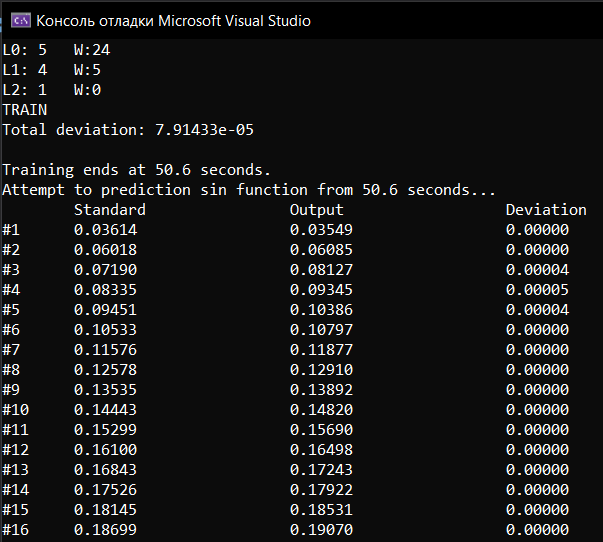 Консоль отладки Microsoft Visual Studio
L0: 5 W:24
L1: 4 W:5
L2: 1 W:0
TRAIN
Total deviation: 7.91433e-05
Training ends at 50.6 seconds.
Attempt to prediction sin function from 50.6 seconds...
Standard Output Deviation
#1 0.03614 0.03549 0.00000
#2 0.06018 0.06085 0.00000
#3 0.07190 0.08127 0.00004
#4 0.08335 0.09345 0.00005
#5 0.09451 0.10386 0.00004
#6 0.10533 0.10797 0.00000
#7 0.11576 0.11877 0.00000
#8 0.12578 0.12910 0.00000
#9 0.13535 0.13892 0.00000
#10 0.14443 0.14820 0.00000
#11 0.15299 0.15690 0.00000
#12 0.16100 0.16498 0.00000
#13 0.16843 0.17243 0.00000
#14 0.17526 0.17922 0.00000
#15 0.18145 0.18531 0.00000
#16 0.18699 0.19070 0.00000